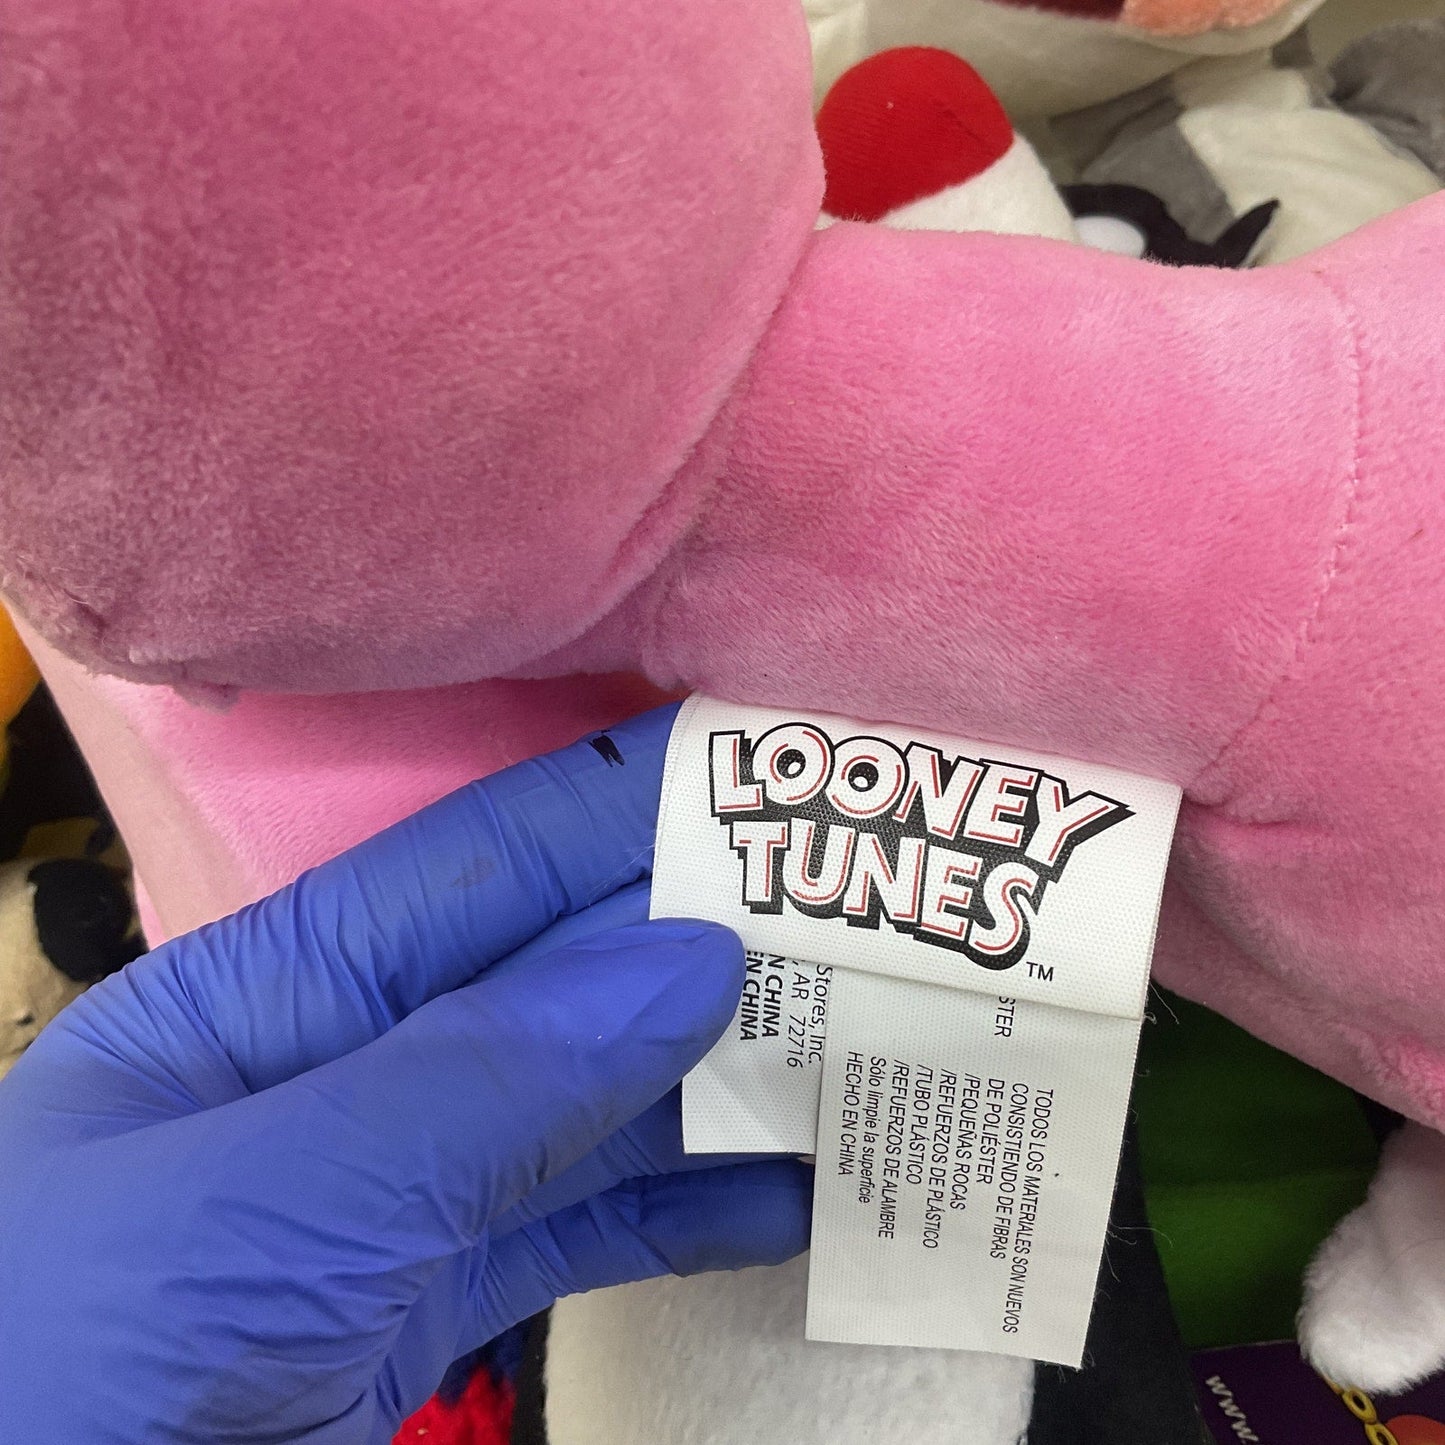 LOONEY
TUNES
TM
Stores, Inc.
, AR 72716
N CHINA
EN CHINA
STER
TODOS LOS MATERIALES SON NUEVOS
CONSISTIENDO DE FIBRAS
DE POLIÉSTER
/PEQUEÑAS ROCAS
/REFUERZOS DE PLÁSTICO
/TUBO PLÁSTICO
/REFUERZOS DE ALAMBRE
Sólo limpie la superficie
HECHO EN CHINA
www.